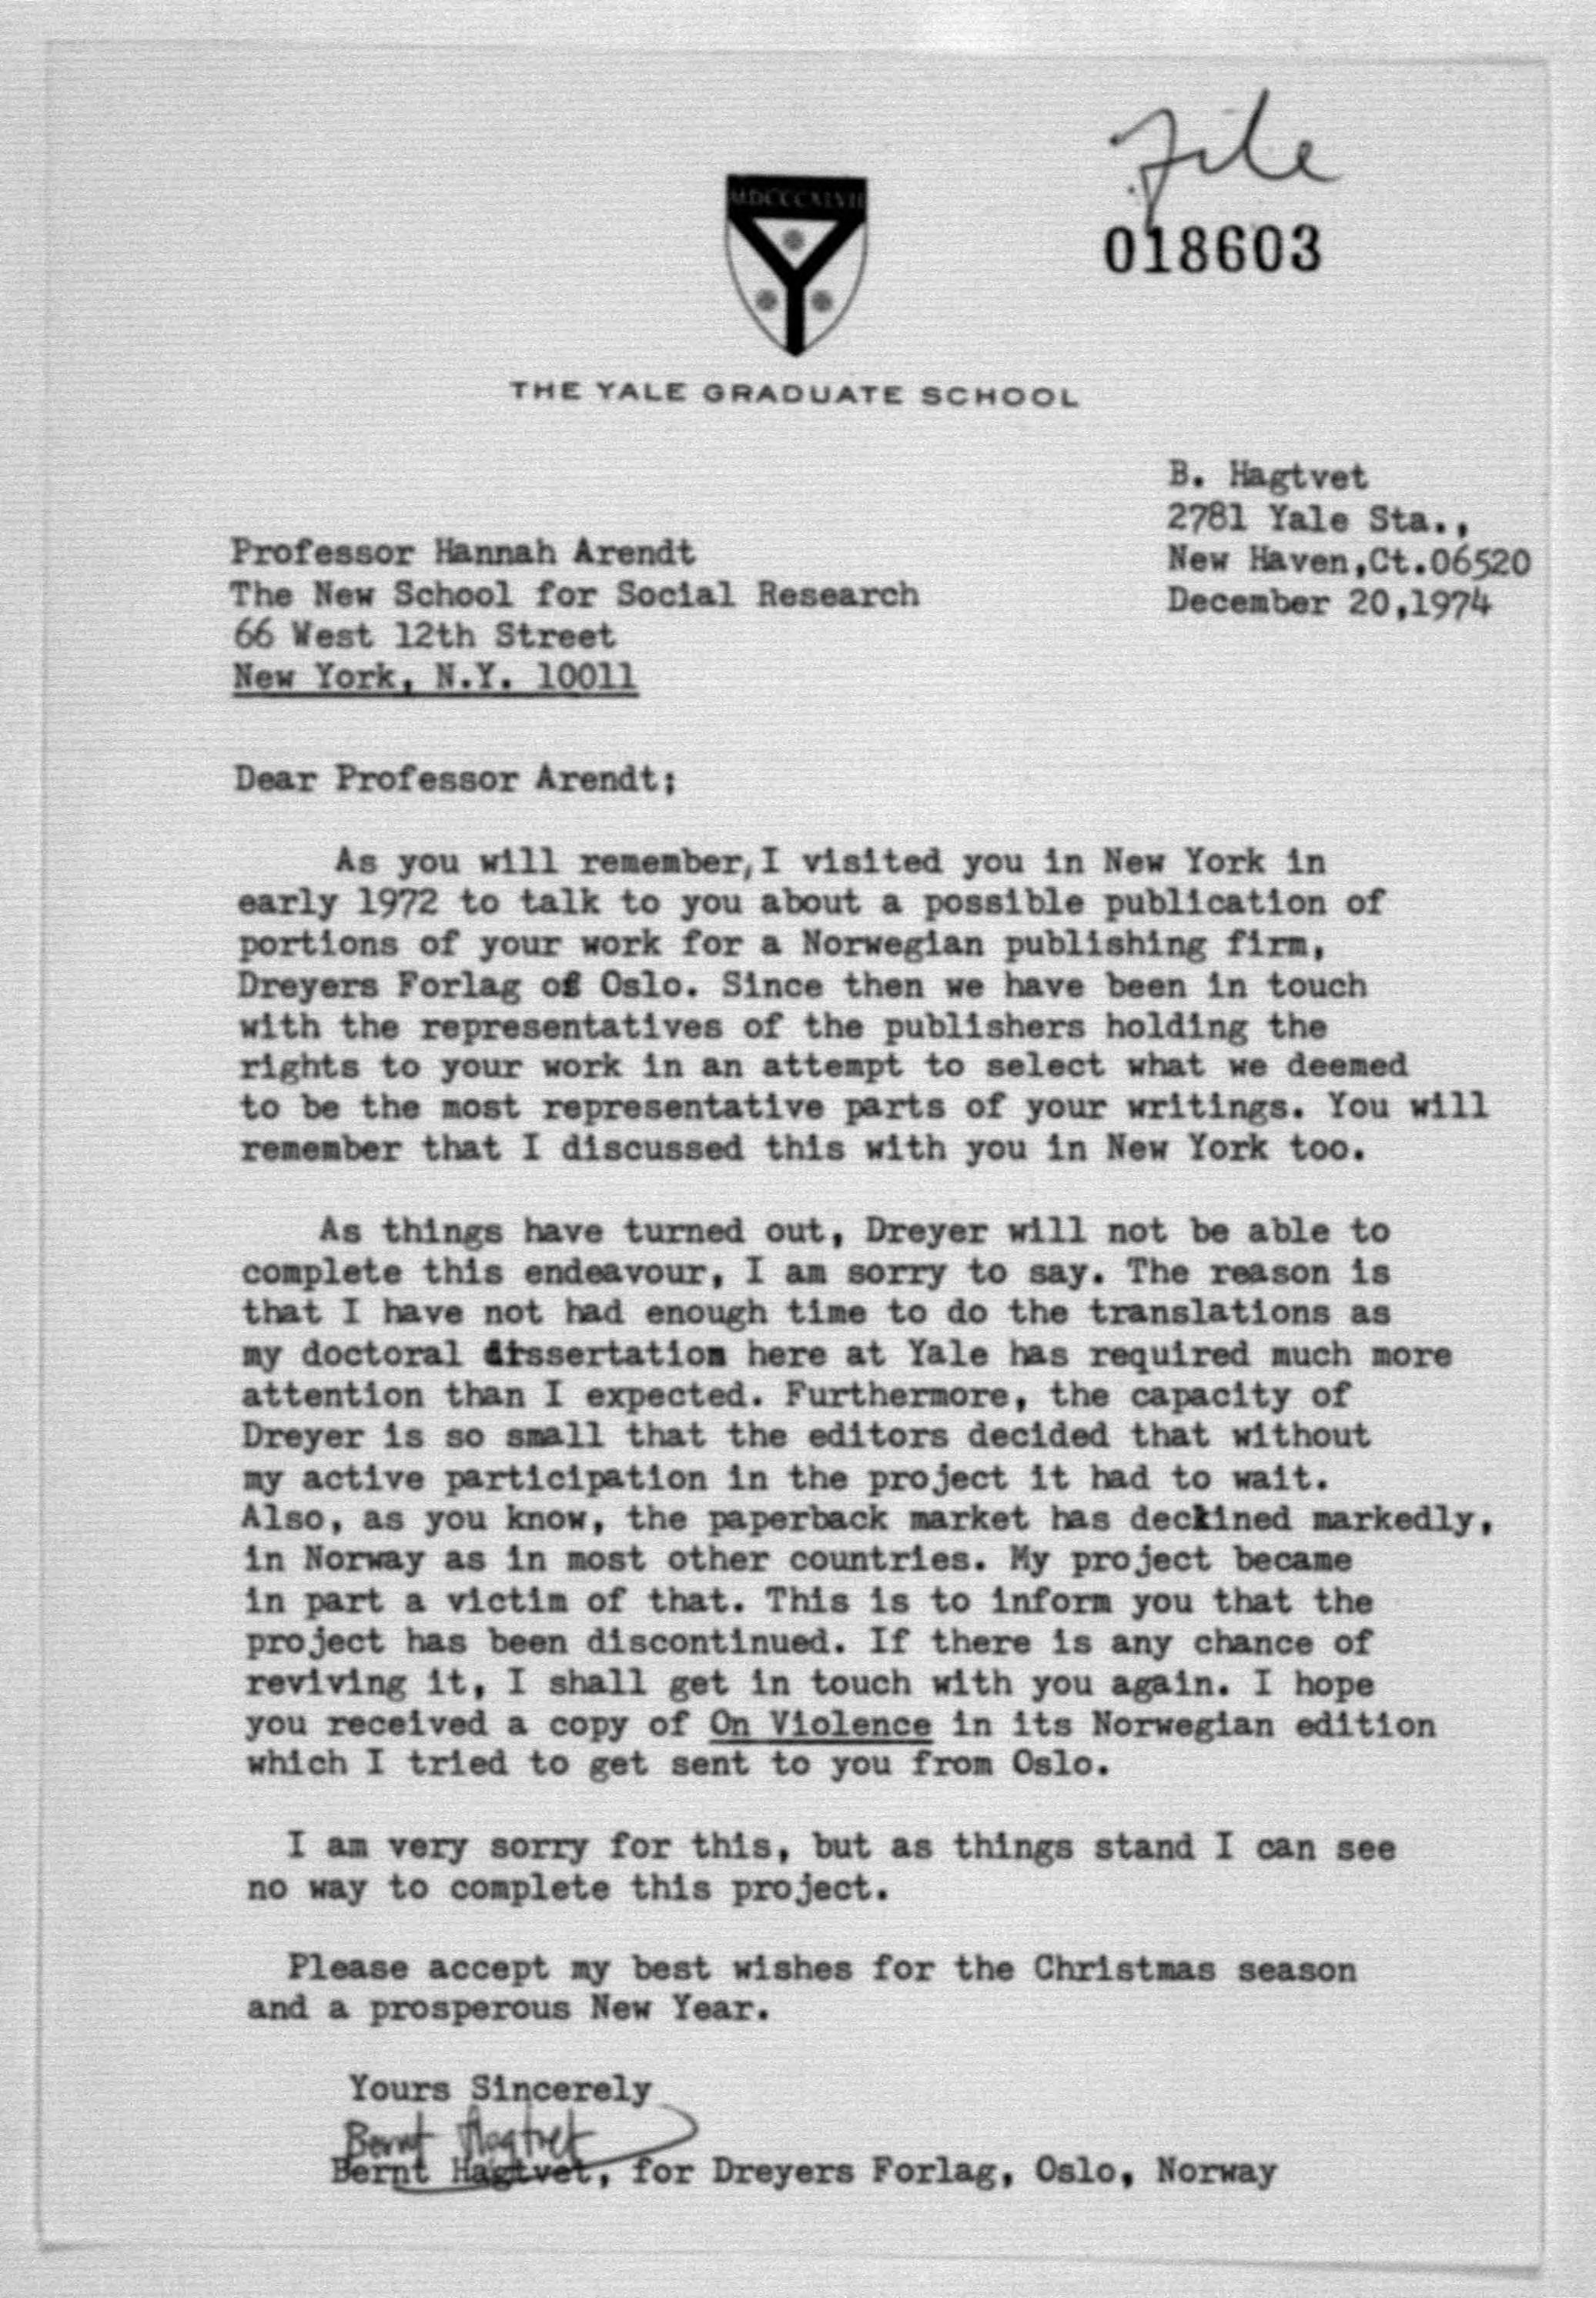 File
018603
MDCCCXLVII
THE YALE GRADUATE SCHOOL
B. Hagtvet
2781 Yale Sta.,
New Haven,Ct.06520
December 20,1974
Professor Hannah Arendt
The New School for Social Research
66 West 12th Street
New York, N.Y. 10011
Dear Professor Arendt;
As you will remember,I visited you in New York in
early 1972 to talk to you about a possible publication of
portions of your work for a Norwegian publishing firm,
Dreyers Forlag of Oslo. Since then we have been in touch
with the representatives of the publishers holding the
rights to your work in an attempt to select what we deemed
to be the most representative parts of your writings. You will
remember that I discussed this with you in New York too.
As things have turned out, Dreyer will not be able to
complete this endeavour, I am sorry to say. The reason is
that I have not had enough time to do the translations as
my doctoral dissertation here at Yale has required much more
attention than I expected. Furthermore, the capacity of
Dreyer is so small that the editors decided that without
my active participation in the project it had to wait.
Also, as you know, the paperback market has declined markedly,
in Norway as in most other countries. My project became
in part a victim of that. This is to inform you that the
project has been discontinued. If there is any chance of
reviving it, I shall get in touch with you again. I hope
you received a copy of On Violence in its Norwegian edition
which I tried to get sent to you from Oslo.
I am very sorry for this, but as things stand I can see
no way to complete this project.
Please accept my best wishes for the Christmas season
and a prosperous New Year.
Yours Sincerely
Bernt Hagtvet
Bernt Hagtvet, for Dreyers Forlag, Oslo, Norway